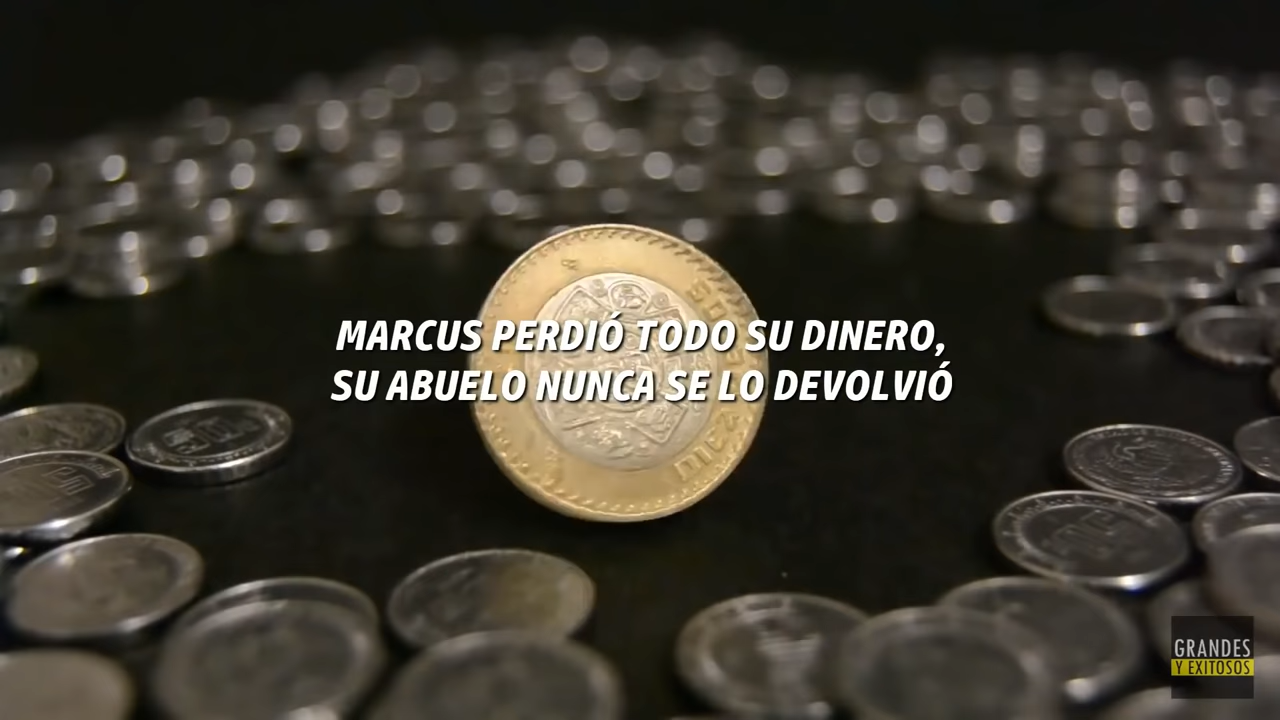 MARCUS PERDIÓ TODO SU DINERO,
SU ABUELO NUNCA SE LO DEVOLVIÓ
GRANDES
Y EXITOSOS